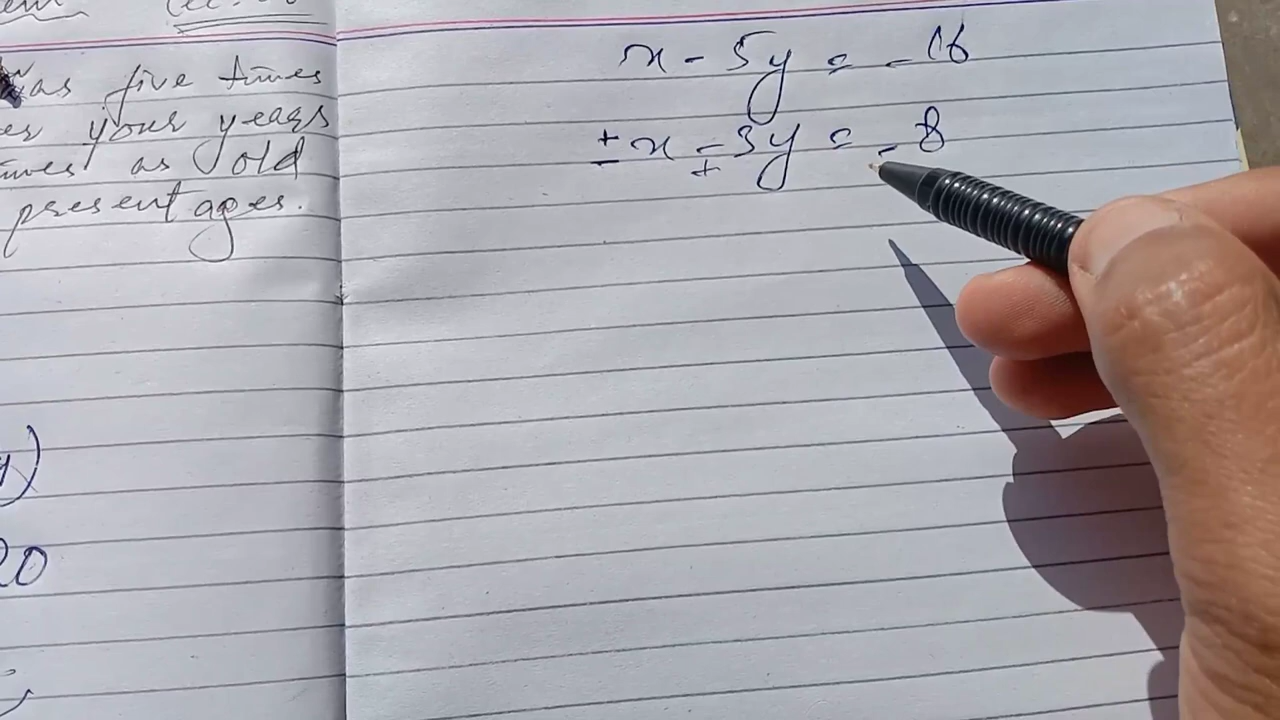 as five times
your years
as old
present ages.
20
x - 5y = - 16
+ x - 3y = - 8
- +